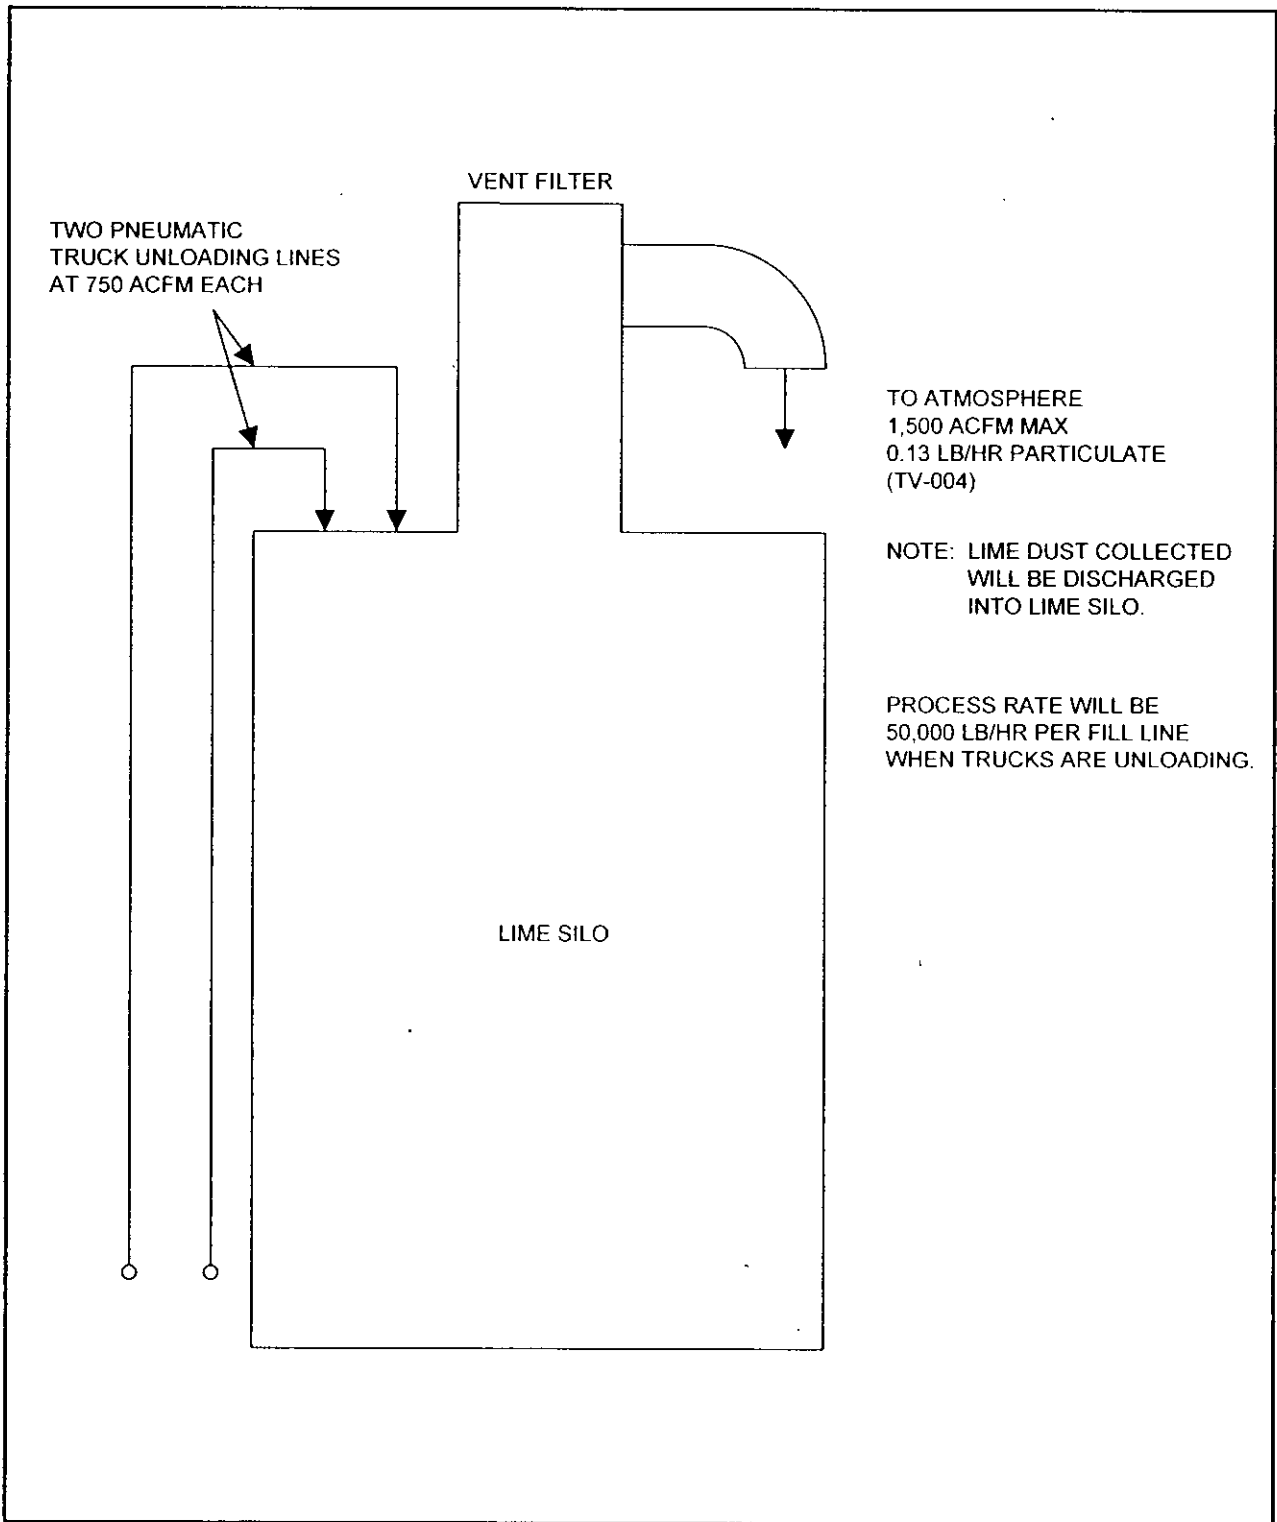 VENT FILTER
TWO PNEUMATIC
TRUCK UNLOADING LINES
AT 750 ACFM EACH
TO ATMOSPHERE
1,500 ACFM MAX
0.13 LB/HR PARTICULATE
(TV-004)
NOTE: LIME DUST COLLECTED
WILL BE DISCHARGED
INTO LIME SILO.
PROCESS RATE WILL BE
50,000 LB/HR PER FILL LINE
WHEN TRUCKS ARE UNLOADING.
LIME SILO